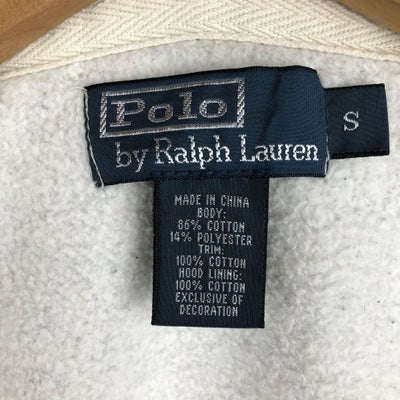 Polo
by Ralph Lauren
S
MADE IN CHINA
BODY:
86% COTTON
14% POLYESTER
TRIM:
100% COTTON
HOOD LINING:
100% COTTON
EXCLUSIVE OF
DECORATION